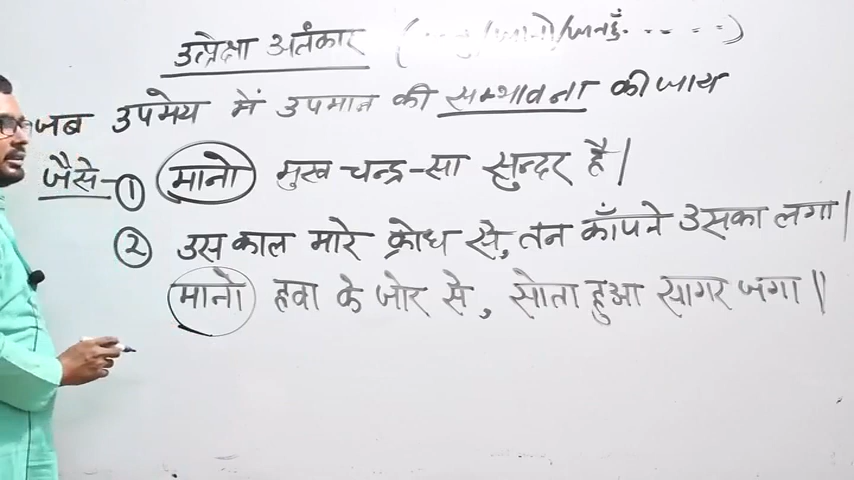 उत्प्रेक्षा अलंकार (... /मानो/जनहुँ. ... ...)
जब उपमेय में उपमान की सम्भावना की जाय
जैसे- ① मानो मुख चन्द्र-सा सुन्दर है|
② उस काल मारे क्रोध से, तन काँपने उसका लगा|
मानो हवा के जोर से, सोता हुआ सागर जगा||